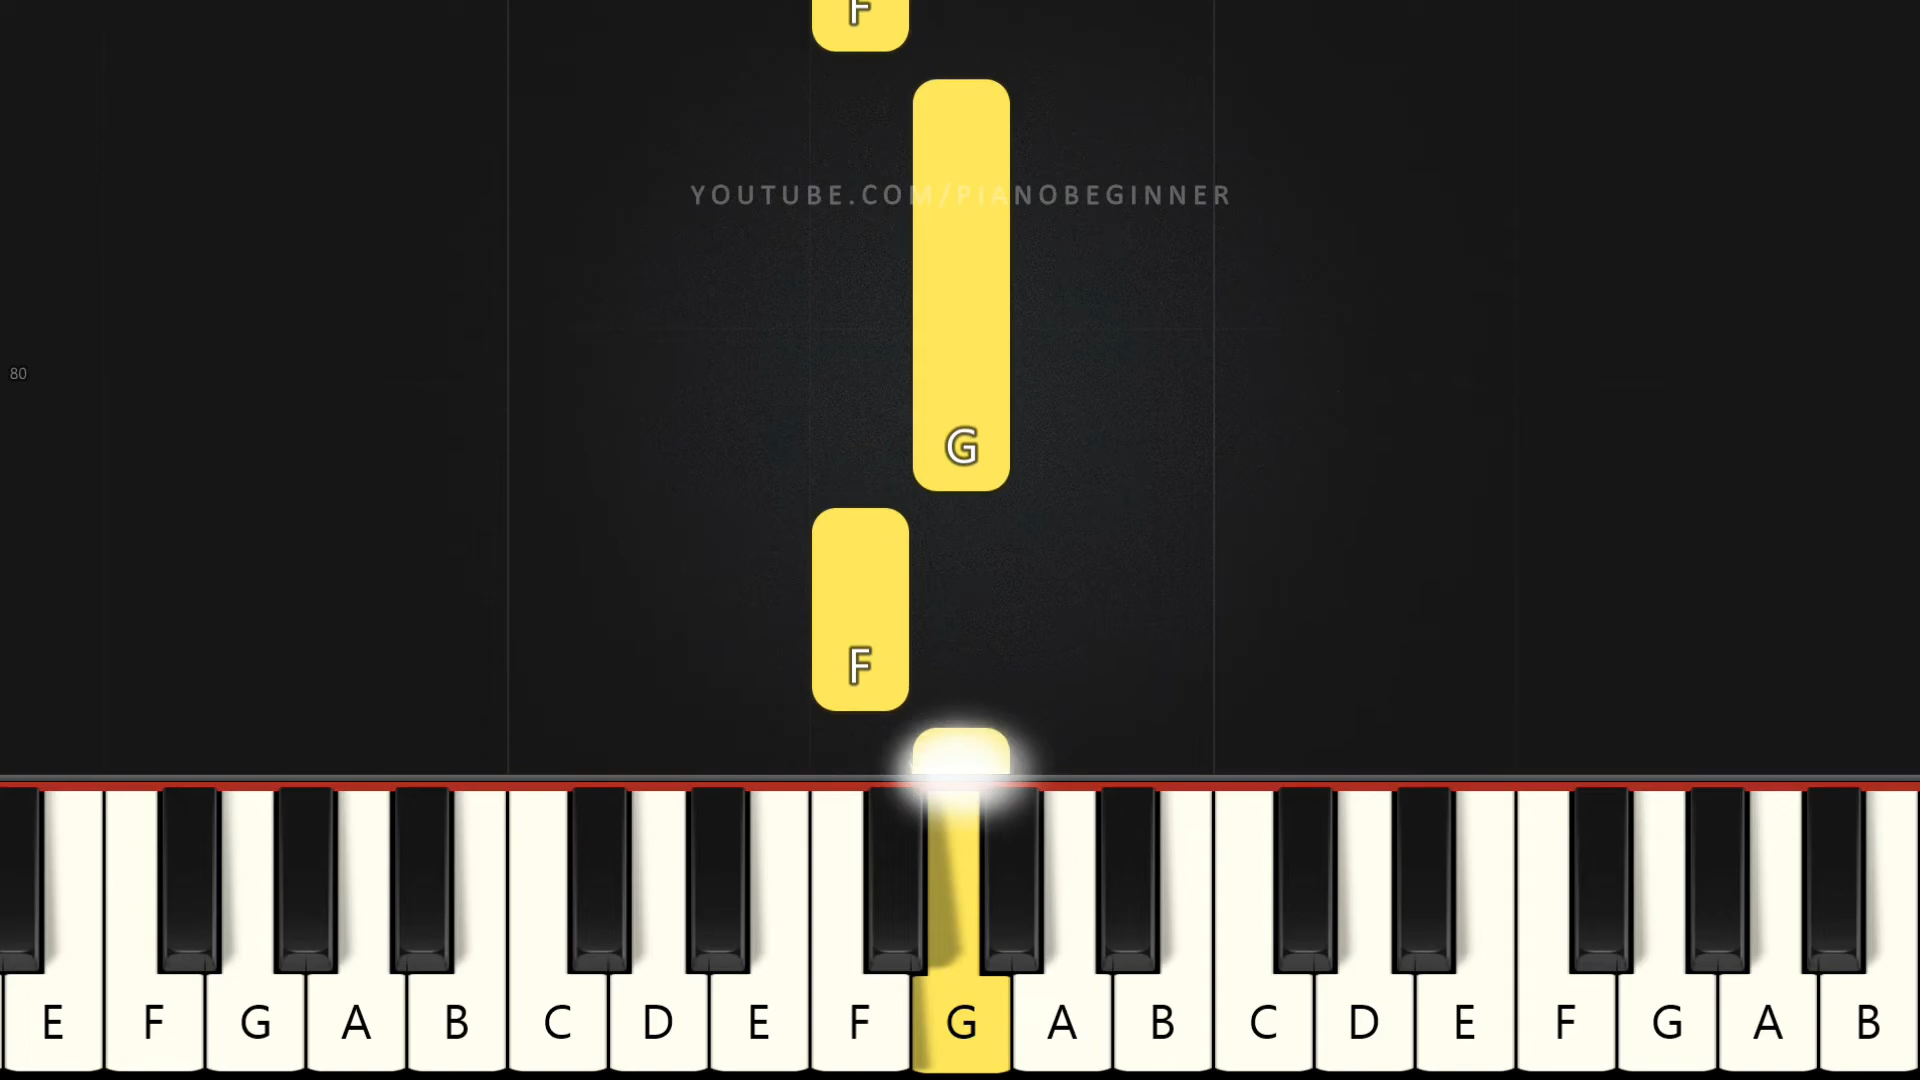 F
YOUTUBE.COM/PIANOBEGINNER
80
G
F
E F G A B C D E F G A B C D E F G A B